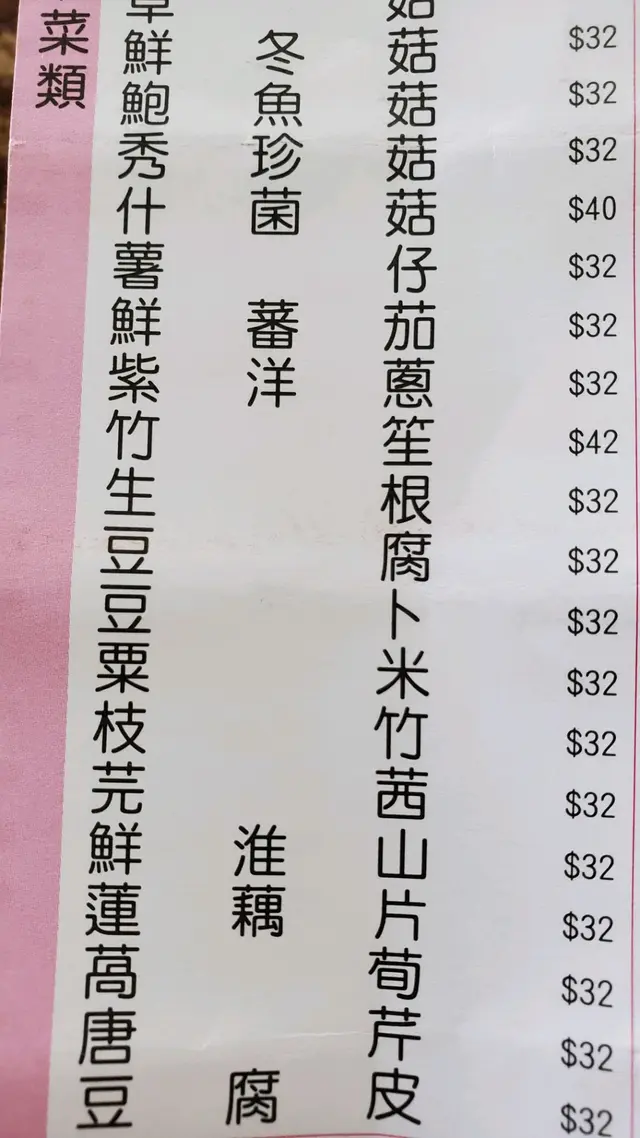 菜類
菇
鮮冬菇 $32
鮑魚菇 $32
秀珍菇 $32
什菌菇 $40
薯仔 $32
鮮蕃茄 $32
紫洋蔥 $32
竹笙 $42
生根 $32
豆腐 $32
豆卜 $32
粟米 $32
枝竹 $32
芫茜 $32
鮮淮山 $32
蓮藕片 $32
萵荀 $32
唐芹 $32
豆腐皮 $32